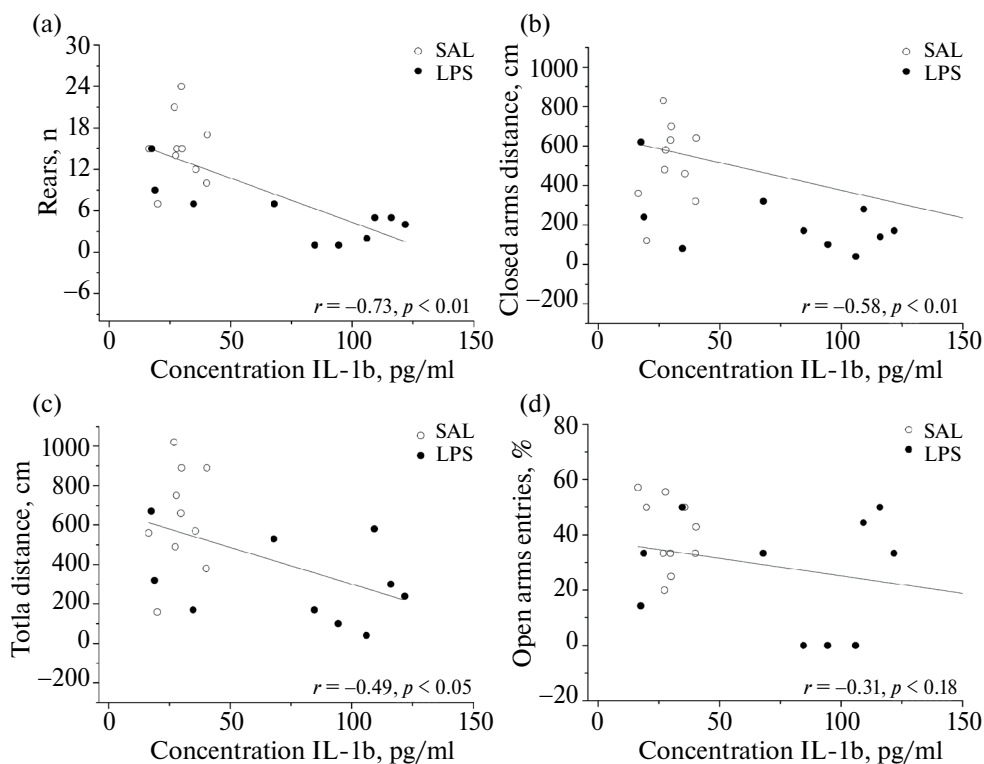 (a)
30
24
18
12
6
0
−6
Rears, n
SAL
LPS
r = −0.73, p < 0.01
0
50
100
150
Concentration IL-1b, pg/ml
(b)
1000
800
600
400
200
0
−200
Closed arms distance, cm
SAL
LPS
r = −0.58, p < 0.01
0
50
100
150
Concentration IL-1b, pg/ml
(c)
1000
800
600
400
200
0
−200
Totla distance, cm
SAL
LPS
r = −0.49, p < 0.05
0
50
100
150
Concentration IL-1b, pg/ml
(d)
80
60
40
20
0
−20
Open arms entries, %
SAL
LPS
r = −0.31, p < 0.18
0
50
100
150
Concentration IL-1b, pg/ml